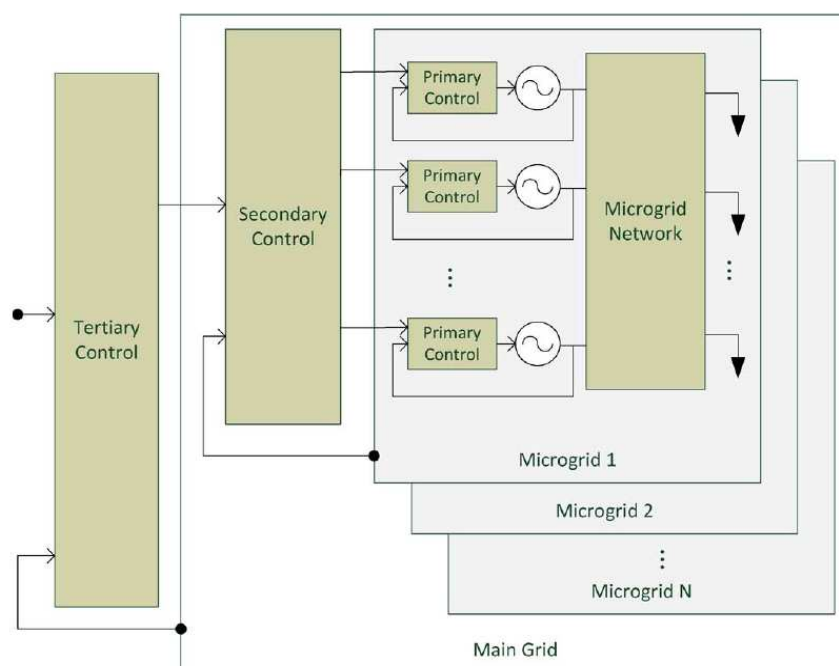 Primary
Control
Primary
Control
Secondary
Control
Microgrid
Network
...
...
Tertiary
Control
Primary
Control
Microgrid 1
Microgrid 2
...
Microgrid N
Main Grid